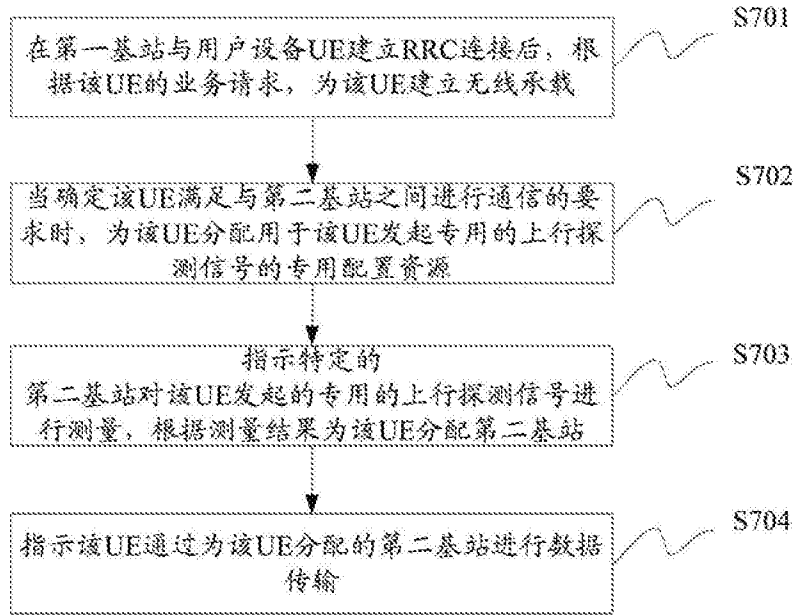 S701
在第一基站与用户设备UE建立RRC连接后，根
据该UE的业务请求，为该UE建立无线承载
S702
当确定该UE满足与第二基站之间进行通信的要
求时，为该UE分配用于该UE发起专用的上行探
测信号的专用配置资源
S703
指示特定的
第二基站对该UE发起的专用的上行探测信号进
行测量，根据测量结果为该UE分配第二基站
S704
指示该UE通过为该UE分配的第二基站进行数据
传输